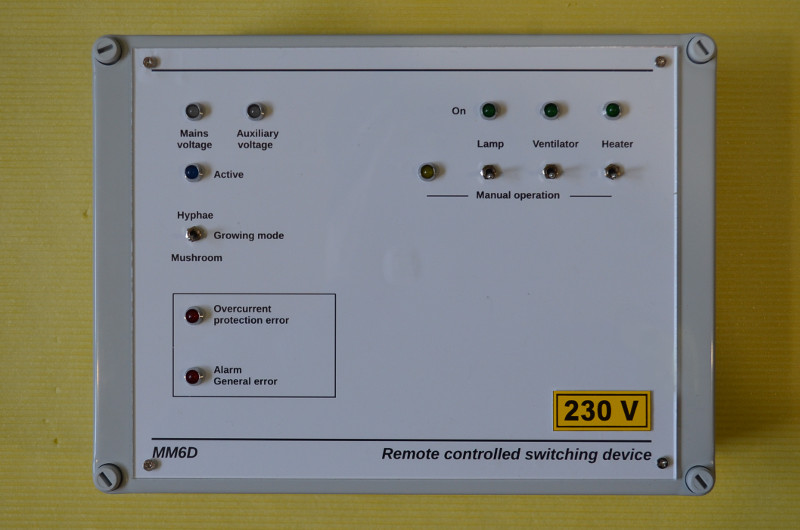 On
Mains voltage
Auxiliary voltage
Lamp
Ventilator
Heater
Active
Manual operation
Hyphae
Growing mode
Mushroom
Overcurrent
protection error
Alarm
General error
230 V
MM6D
Remote controlled switching device